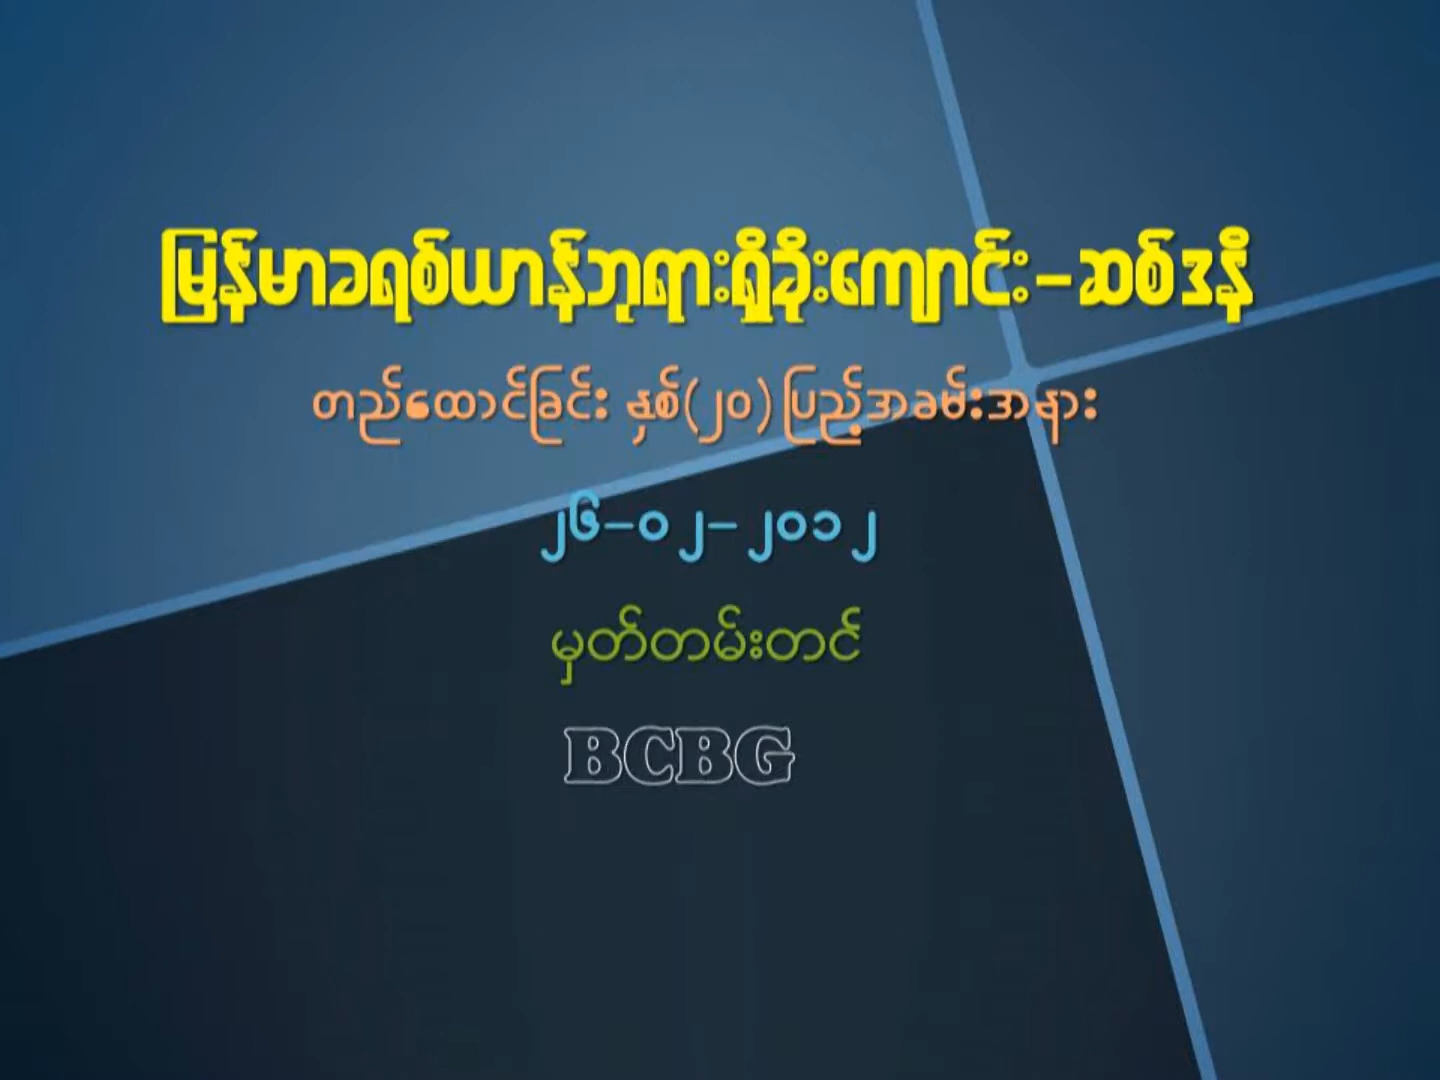 မြန်မာခရစ်ယာန်ဘုရားရှိခိုးကျောင်း-ဆစ်ဒနီ
တည်ထောင်ခြင်း နှစ်(၂၀)ပြည့်အခမ်းအနား
၂၆-၀၂-၂၀၁၂
မှတ်တမ်းတင်
BCBG